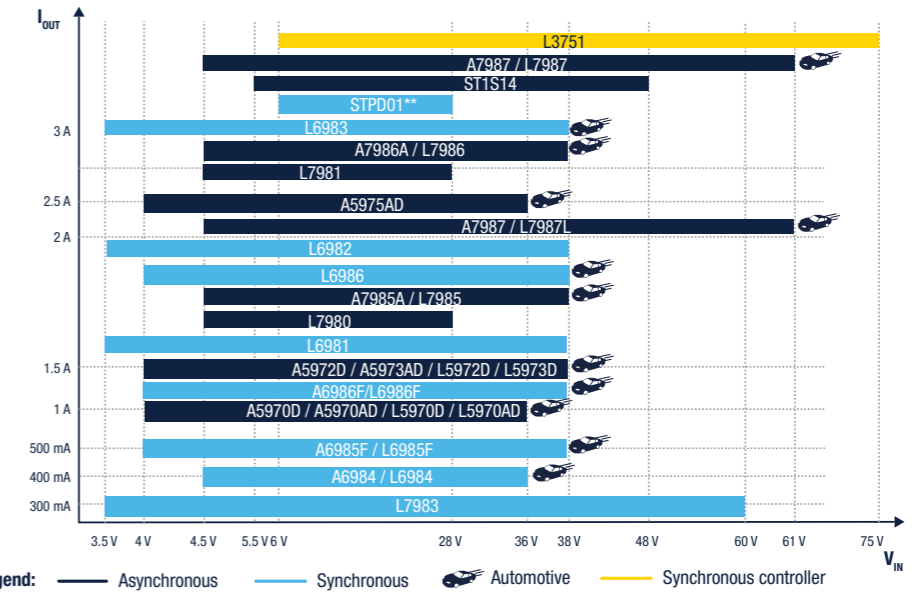 I OUT
L3751
A7987 / L7987
ST1S14
STPD01**
3 A
L6983
A7986A / L7986
L7981
2.5 A
A5975AD
A7987 / L7987L
2 A
L6982
L6986
A7985A / L7985
L7980
L6981
1.5 A
A5972D / A5973AD / L5972D / L5973D
A6986F/L6986F
1 A
A5970D / A5970AD / L5970D / L5970AD
500 mA
A6985F / L6985F
400 mA
A6984 / L6984
300 mA
L7983
3.5 V 4 V 4.5 V 5.5 V 6 V 28 V 36 V 38 V 48 V 60 V 61 V 75 V
V IN
gend: Asynchronous Synchronous Automotive Synchronous controller